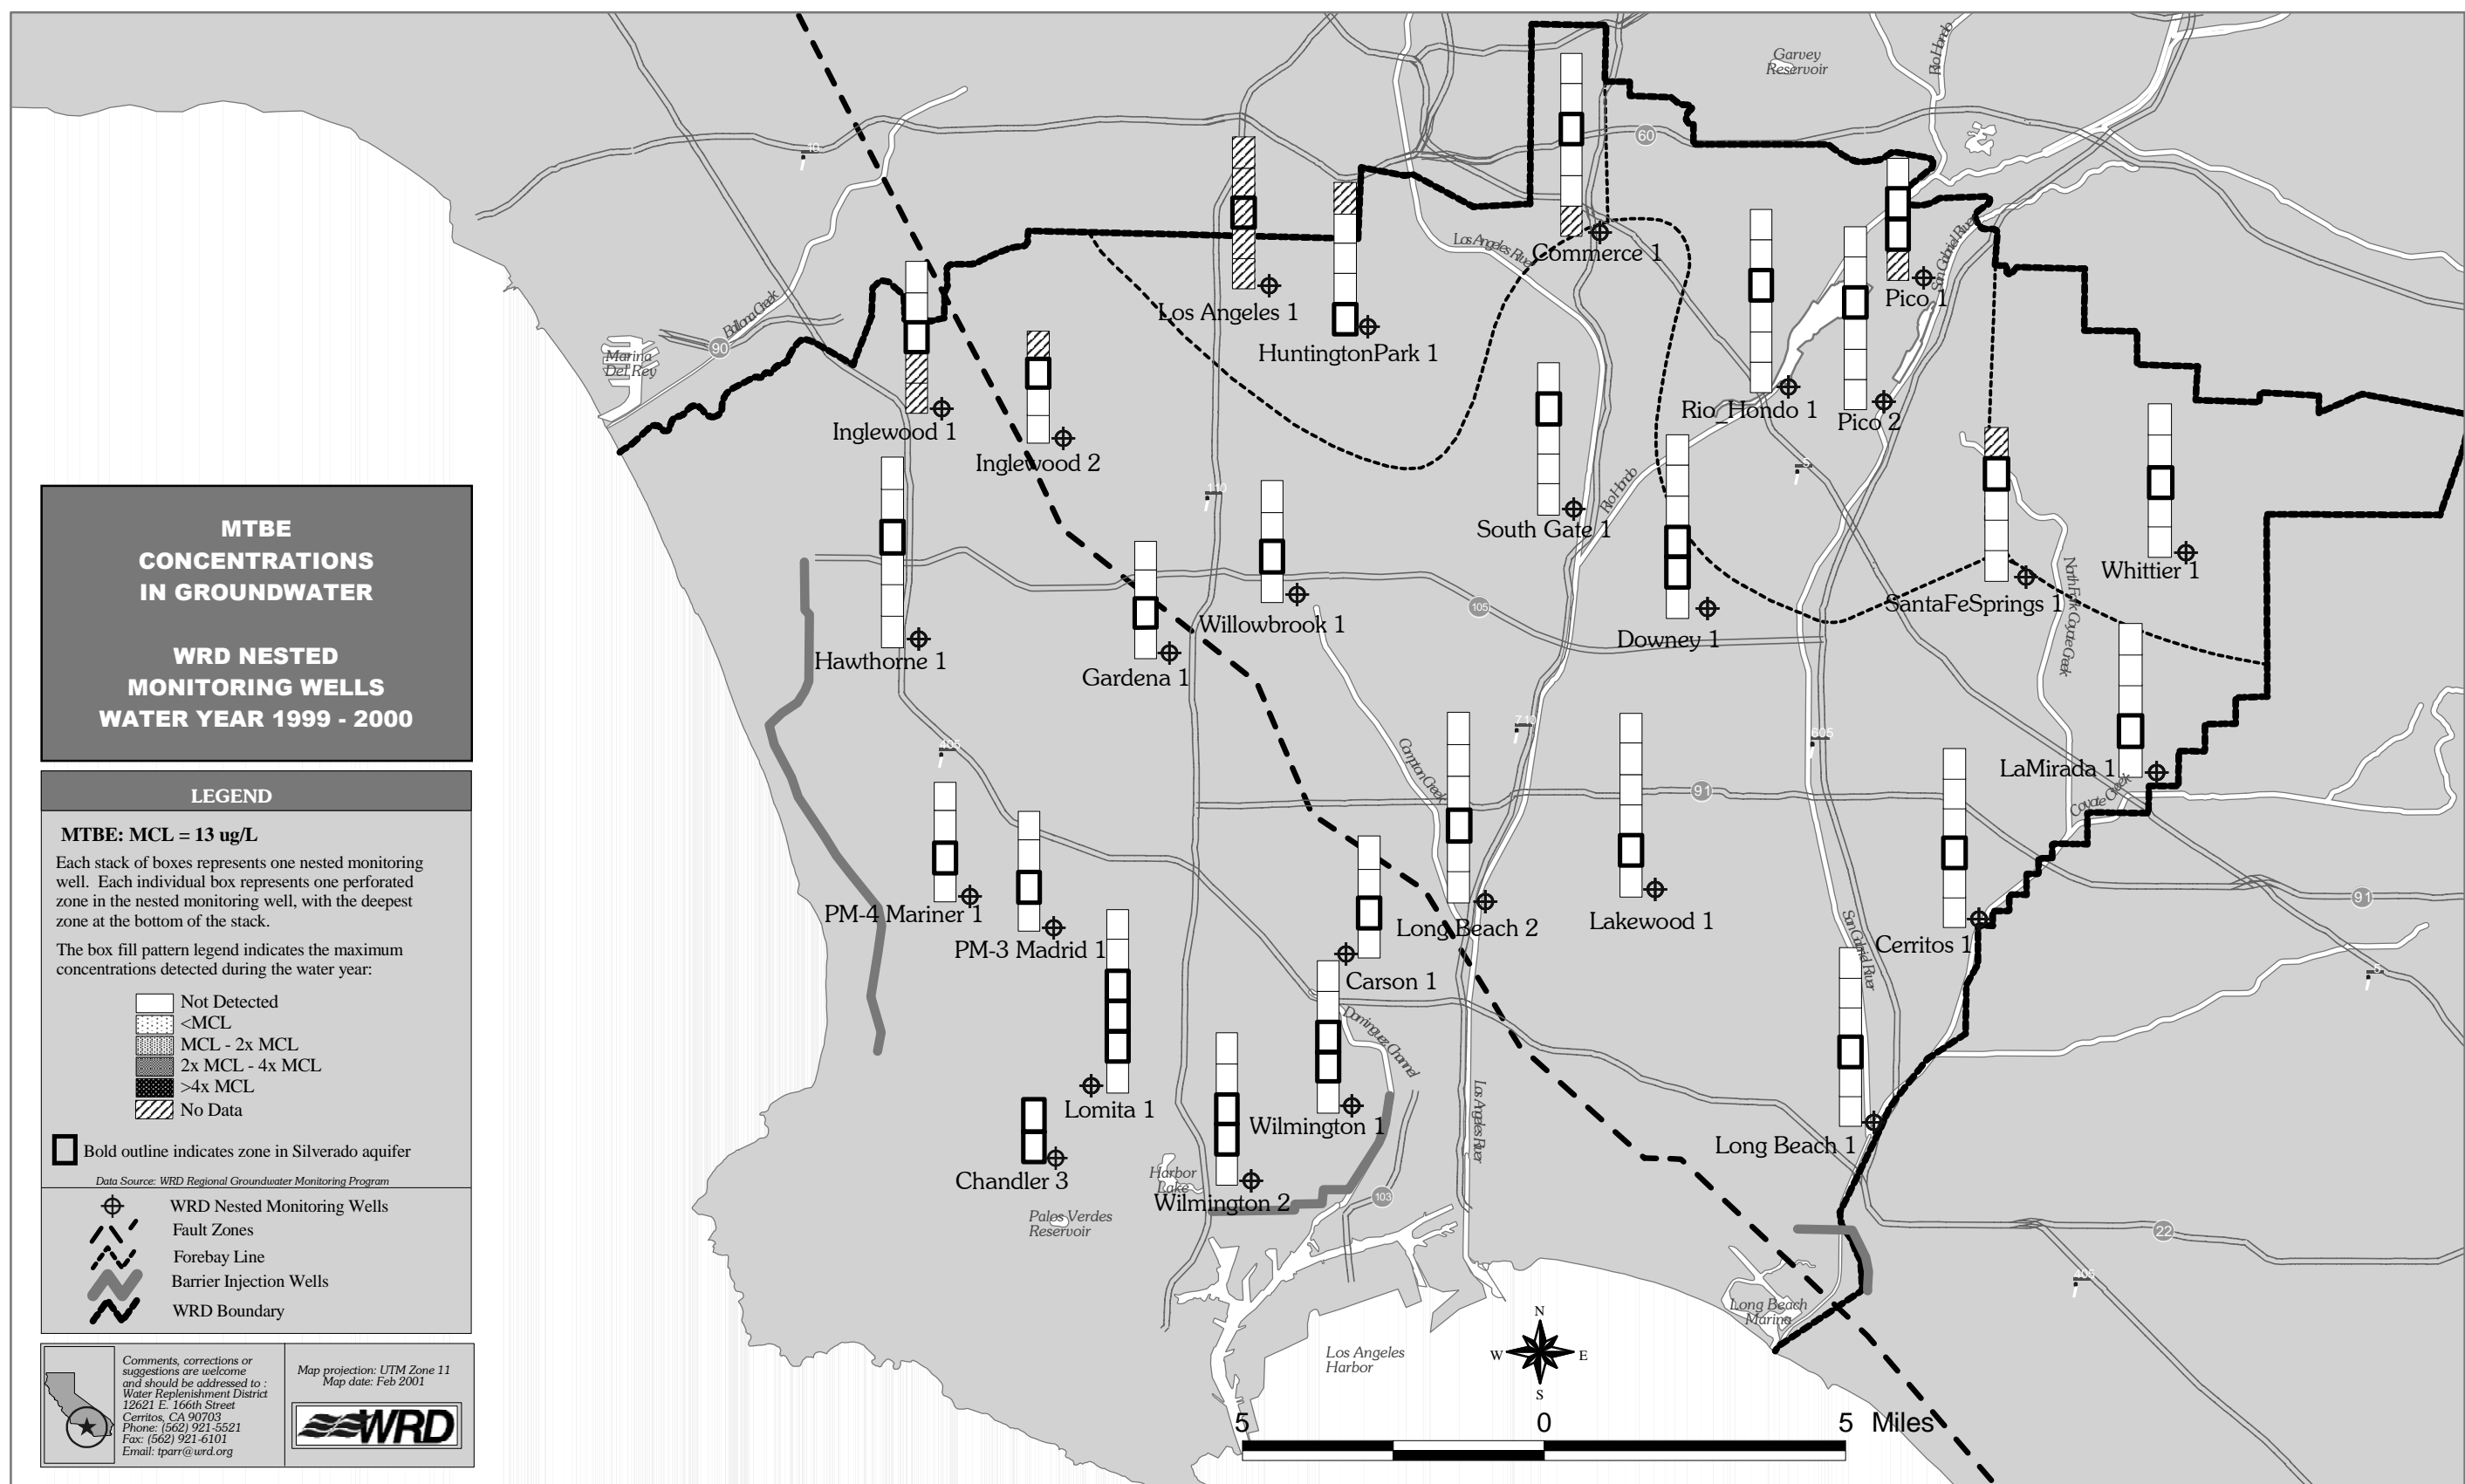 MTBE
CONCENTRATIONS
IN GROUNDWATER
WRD NESTED
MONITORING WELLS
WATER YEAR 1999 - 2000
LEGEND
MTBE: MCL = 13 ug/L
Each stack of boxes represents one nested monitoring
well. Each individual box represents one perforated
zone in the nested monitoring well, with the deepest
zone at the bottom of the stack.
The box fill pattern legend indicates the maximum
concentrations detected during the water year:
Not Detected
<MCL
MCL - 2x MCL
2x MCL - 4x MCL
>4x MCL
No Data
Bold outline indicates zone in Silverado aquifer
Data Source: WRD Regional Groundwater Monitoring Program
WRD Nested Monitoring Wells
Fault Zones
Forebay Line
Barrier Injection Wells
WRD Boundary
Comments, corrections or
suggestions are welcome
and should be addressed to :
Water Replenishment District
12621 E. 166th Street
Cerritos, CA 90703
Phone: (562) 921-5521
Fax: (562) 921-6101
Email: tparr@wrd.org
Map projection: UTM Zone 11
Map date: Feb 2001
WRD
Garvey
Reservoir
Rio Hondo
60
10
Los Angeles River
Commerce 1
San Gabriel River
Pico 1
Los Angeles 1
HuntingtonPark 1
Ballona Creek
90
Marina
Del Rey
Inglewood 1
Inglewood 2
Rio_Hondo 1
Pico 2
5
110
Rio Hondo
South Gate 1
Whittier 1
North Fork Coyote Creek
SantaFeSprings 1
105
Willowbrook 1
Downey 1
Hawthorne 1
Gardena 1
710
605
405
Compton Creek
91
LaMirada 1
Coyote Creek
PM-4 Mariner 1
PM-3 Madrid 1
Long Beach 2
Lakewood 1
Cerritos 1
91
San Gabriel River
5
Carson 1
Dominguez Channel
Lomita 1
Wilmington 1
Los Angeles River
Long Beach 1
Chandler 3
Harbor
Lake
Wilmington 2
103
Palos Verdes
Reservoir
22
405
Long Beach
Marina
Los Angeles
Harbor
N
W
E
S
5 0 5 Miles